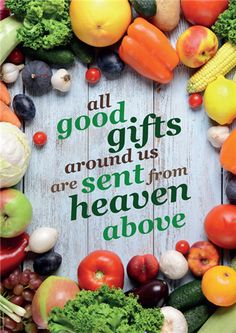 all
good
gifts
around us
are sent from
heaven
above